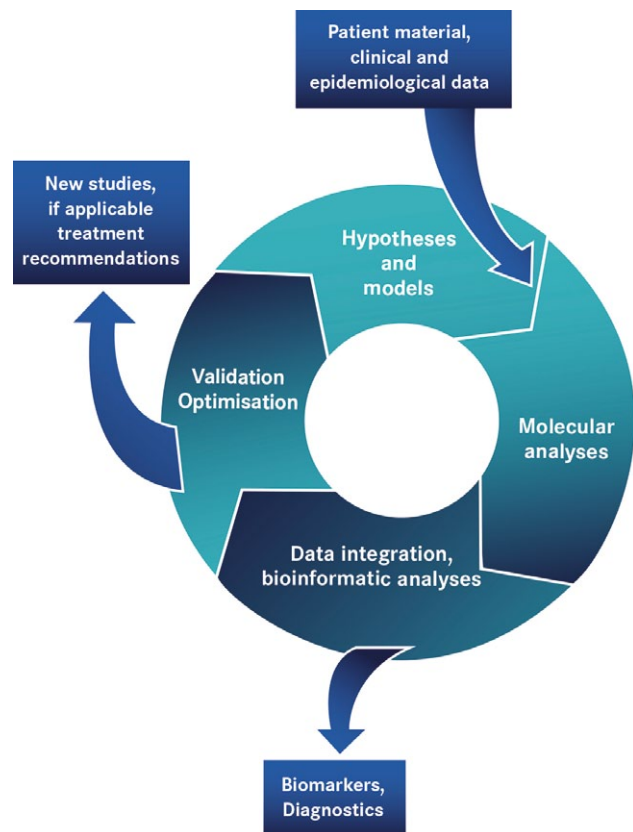 Patient material,
clinical and
epidemiological data
New studies,
if applicable
treatment
recommendations
Hypotheses
and
models
Validation
Optimisation
Molecular
analyses
Data integration,
bioinformatic analyses
Biomarkers,
Diagnostics